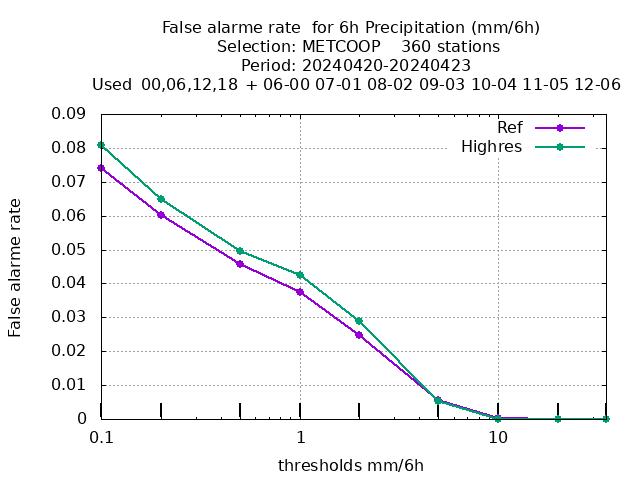 False alarme rate  for 6h Precipitation (mm/6h)
Selection: METCOOP    360 stations
Period: 20240420-20240423
Used  00,06,12,18  + 06-00 07-01 08-02 09-03 10-04 11-05 12-06
0.09
0.08
0.07
0.06
0.05
0.04
0.03
0.02
0.01
0
False alarme rate
Ref
Highres
0.1
1
10
thresholds mm/6h